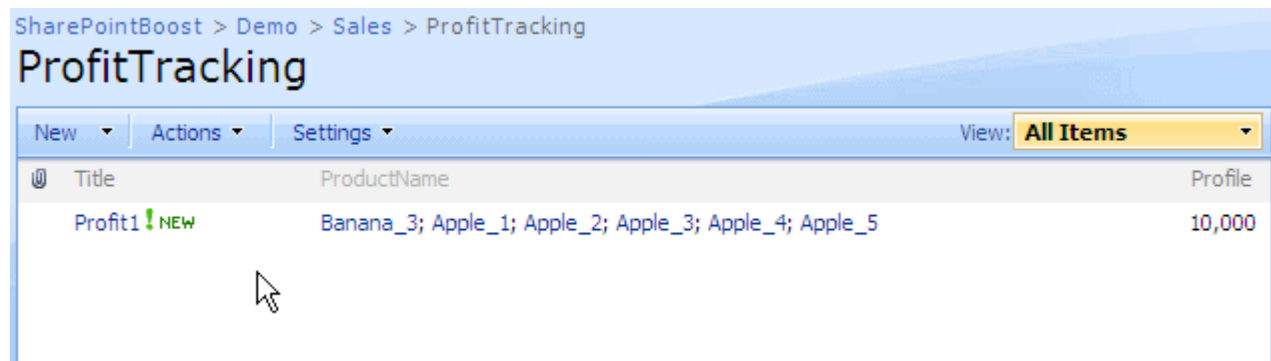 SharePointBoost > Demo > Sales > ProfitTracking
ProfitTracking
New Actions Settings View: All Items
Title ProductName Profile
Profit1 ! NEW Banana_3; Apple_1; Apple_2; Apple_3; Apple_4; Apple_5 10,000